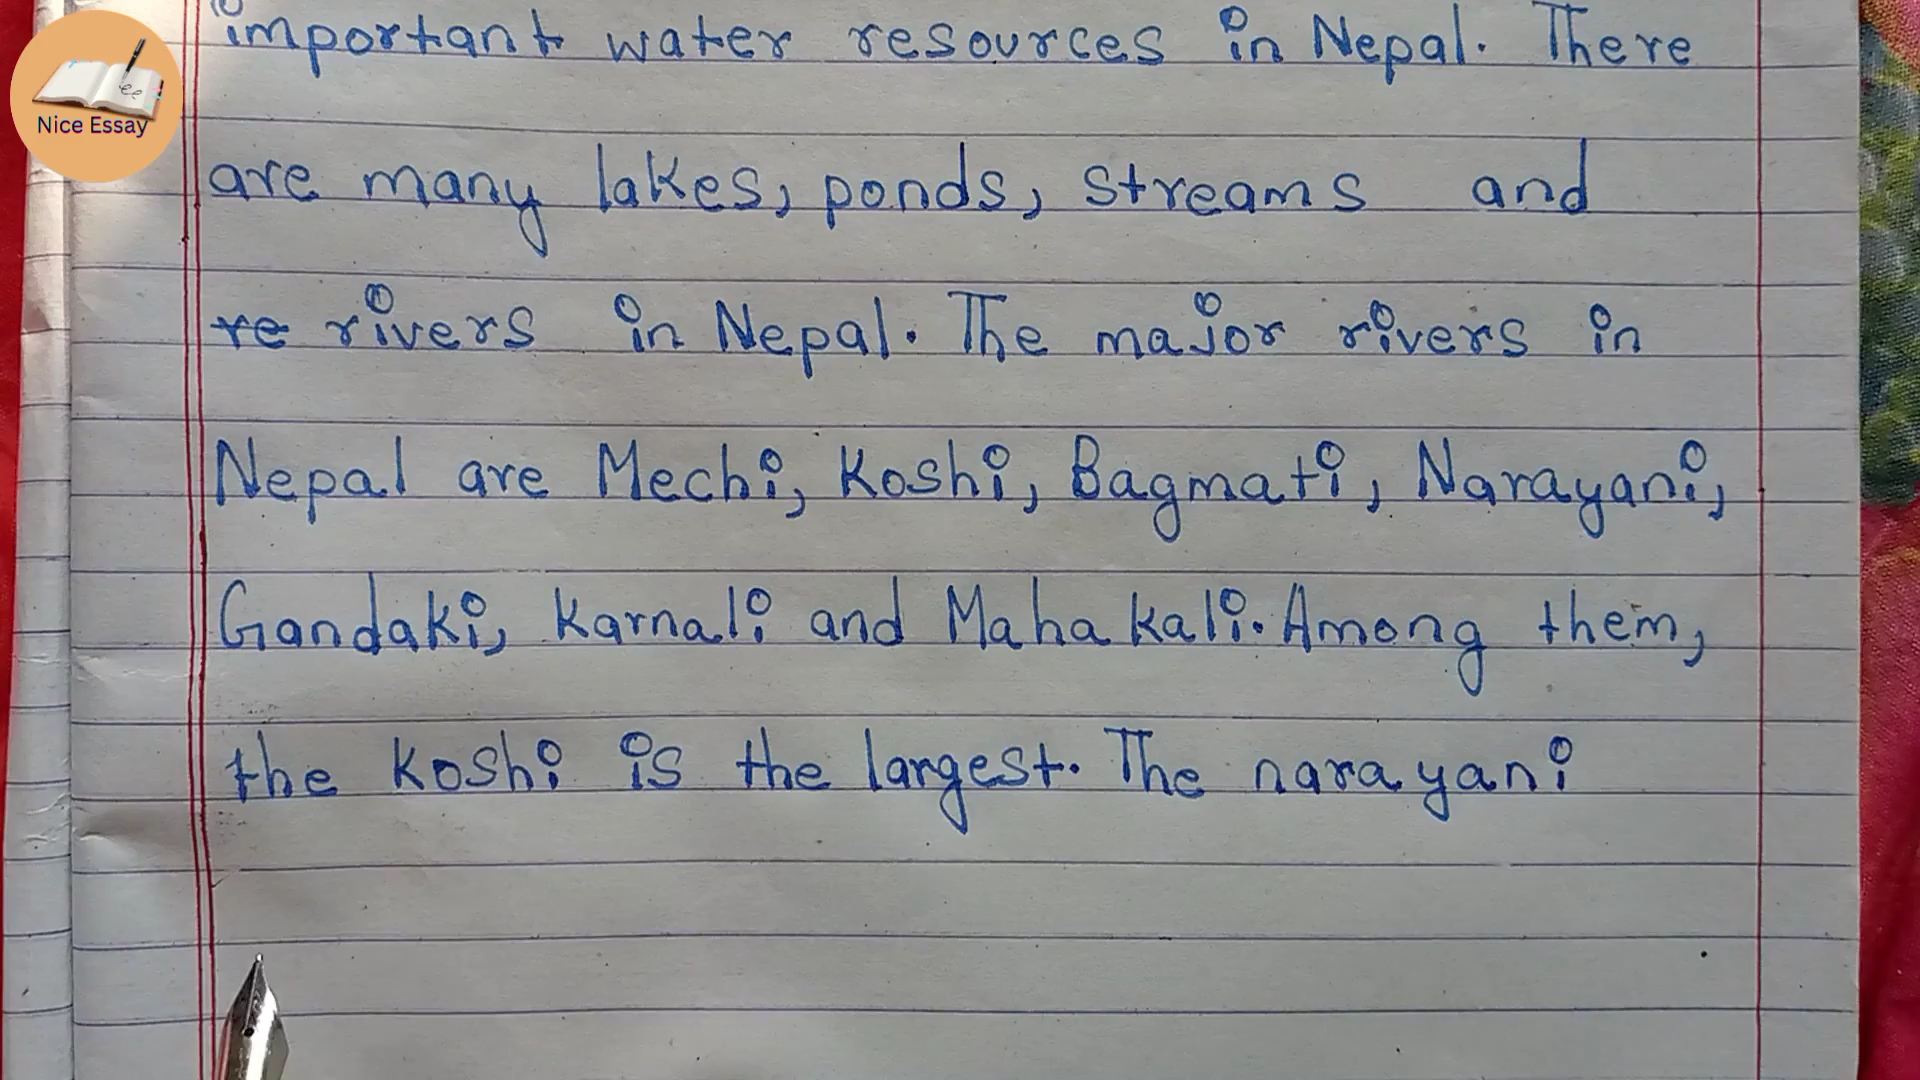 Nice Essay
important water resources in Nepal. There
are many lakes, ponds, streams and
re rivers in Nepal. The major rivers in
Nepal are Mechi, Koshi, Bagmati, Narayani,
Gandaki, Karnali and Mahakali. Among them,
the koshi is the largest. The narayani